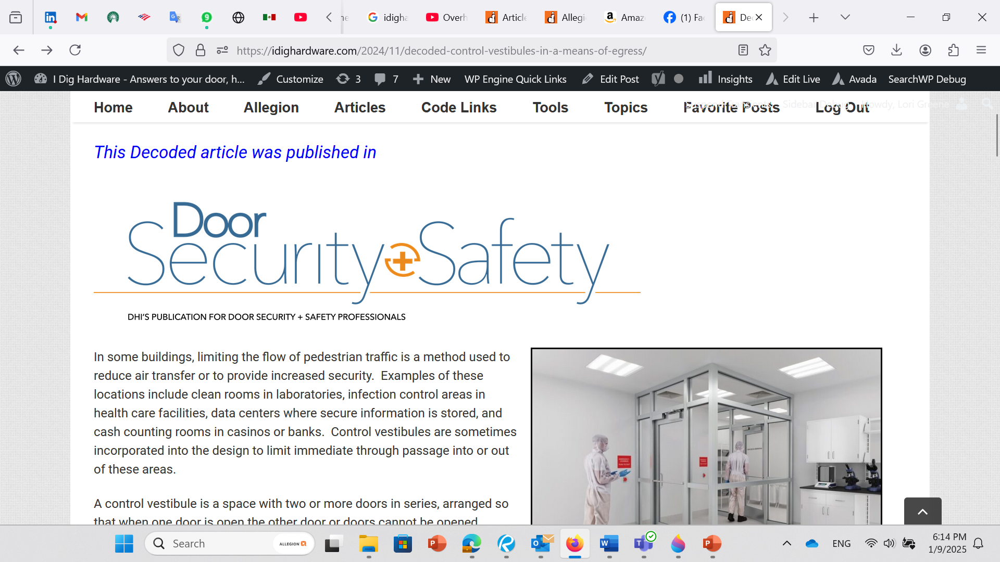 idigha
Overh
Article
Allegi
Amaz
(1) Fa
De
https://idighardware.com/2024/11/decoded-control-vestibules-in-a-means-of-egress/
I Dig Hardware - Answers to your door, h...
Customize
3
7
New
WP Engine Quick Links
Edit Post
Insights
Edit Live
Avada
SearchWP Debug
Home
About
Allegion
Articles
Code Links
Tools
Topics
Favorite Posts
Log Out
Sidebar Debug
Howdy, Lori Greene
This Decoded article was published in
Door
Security+Safety
DHI'S PUBLICATION FOR DOOR SECURITY + SAFETY PROFESSIONALS
In some buildings, limiting the flow of pedestrian traffic is a method used to
reduce air transfer or to provide increased security.  Examples of these
locations include clean rooms in laboratories, infection control areas in
health care facilities, data centers where secure information is stored, and
cash counting rooms in casinos or banks.  Control vestibules are sometimes
incorporated into the design to limit immediate through passage into or out
of these areas.
A control vestibule is a space with two or more doors in series, arranged so
that when one door is open the other door or doors cannot be opened.
Search
ALLEGION
ENG
6:14 PM
1/9/2025